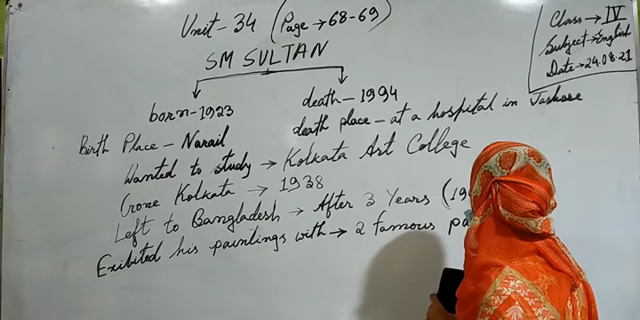 Unit - 34 (Page → 68-69)
SM SULTAN
born - 1923
death - 1994
Birth Place - Narail
death place - at a hospital in Jashore
Wanted to study → Kolkata Art College
Gone Kolkata → 1938
Left to Bangladesh → After 3 Years (19
Exibited his paintings with → 2 famous pa
Class → IV
Subject → English
Date → 24.08.21